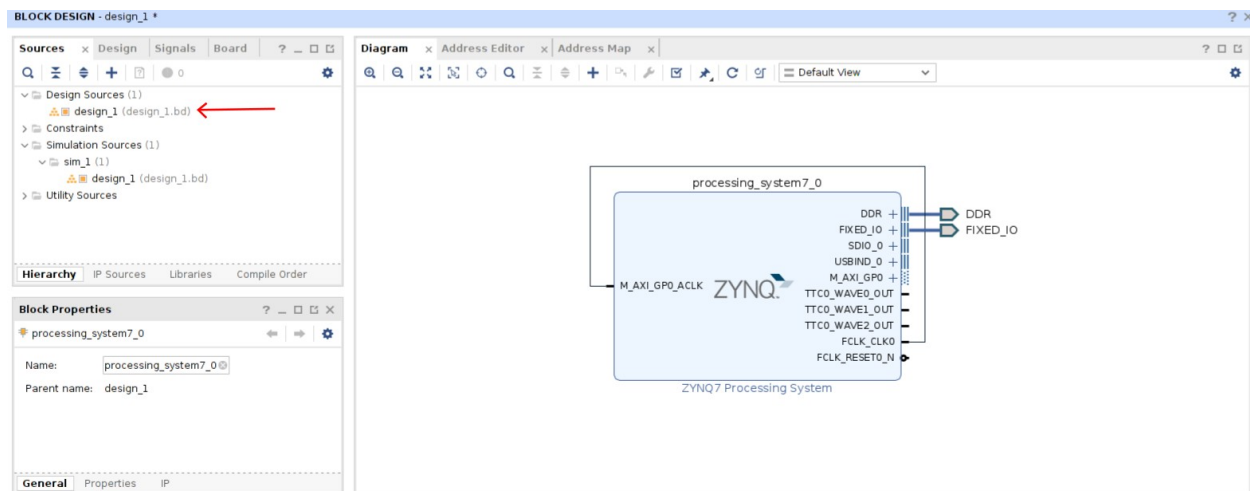 BLOCK DESIGN - design_1 *
Sources
Design
Signals
Board
0
Design Sources (1)
design_1 (design_1.bd)
Constraints
Simulation Sources (1)
sim_1 (1)
design_1 (design_1.bd)
Utility Sources
Hierarchy
IP Sources
Libraries
Compile Order
Block Properties
processing_system7_0
Name: processing_system7_0
Parent name: design_1
General
Properties
IP
Diagram
Address Editor
Address Map
Default View
processing_system7_0
DDR
FIXED_IO
SDIO_0
USBIND_0
M_AXI_GP0
M_AXI_GP0_ACLK
ZYNQ
TTC0_WAVE0_OUT
TTC0_WAVE1_OUT
TTC0_WAVE2_OUT
FCLK_CLK0
FCLK_RESET0_N
ZYNQ7 Processing System
DDR
FIXED_IO